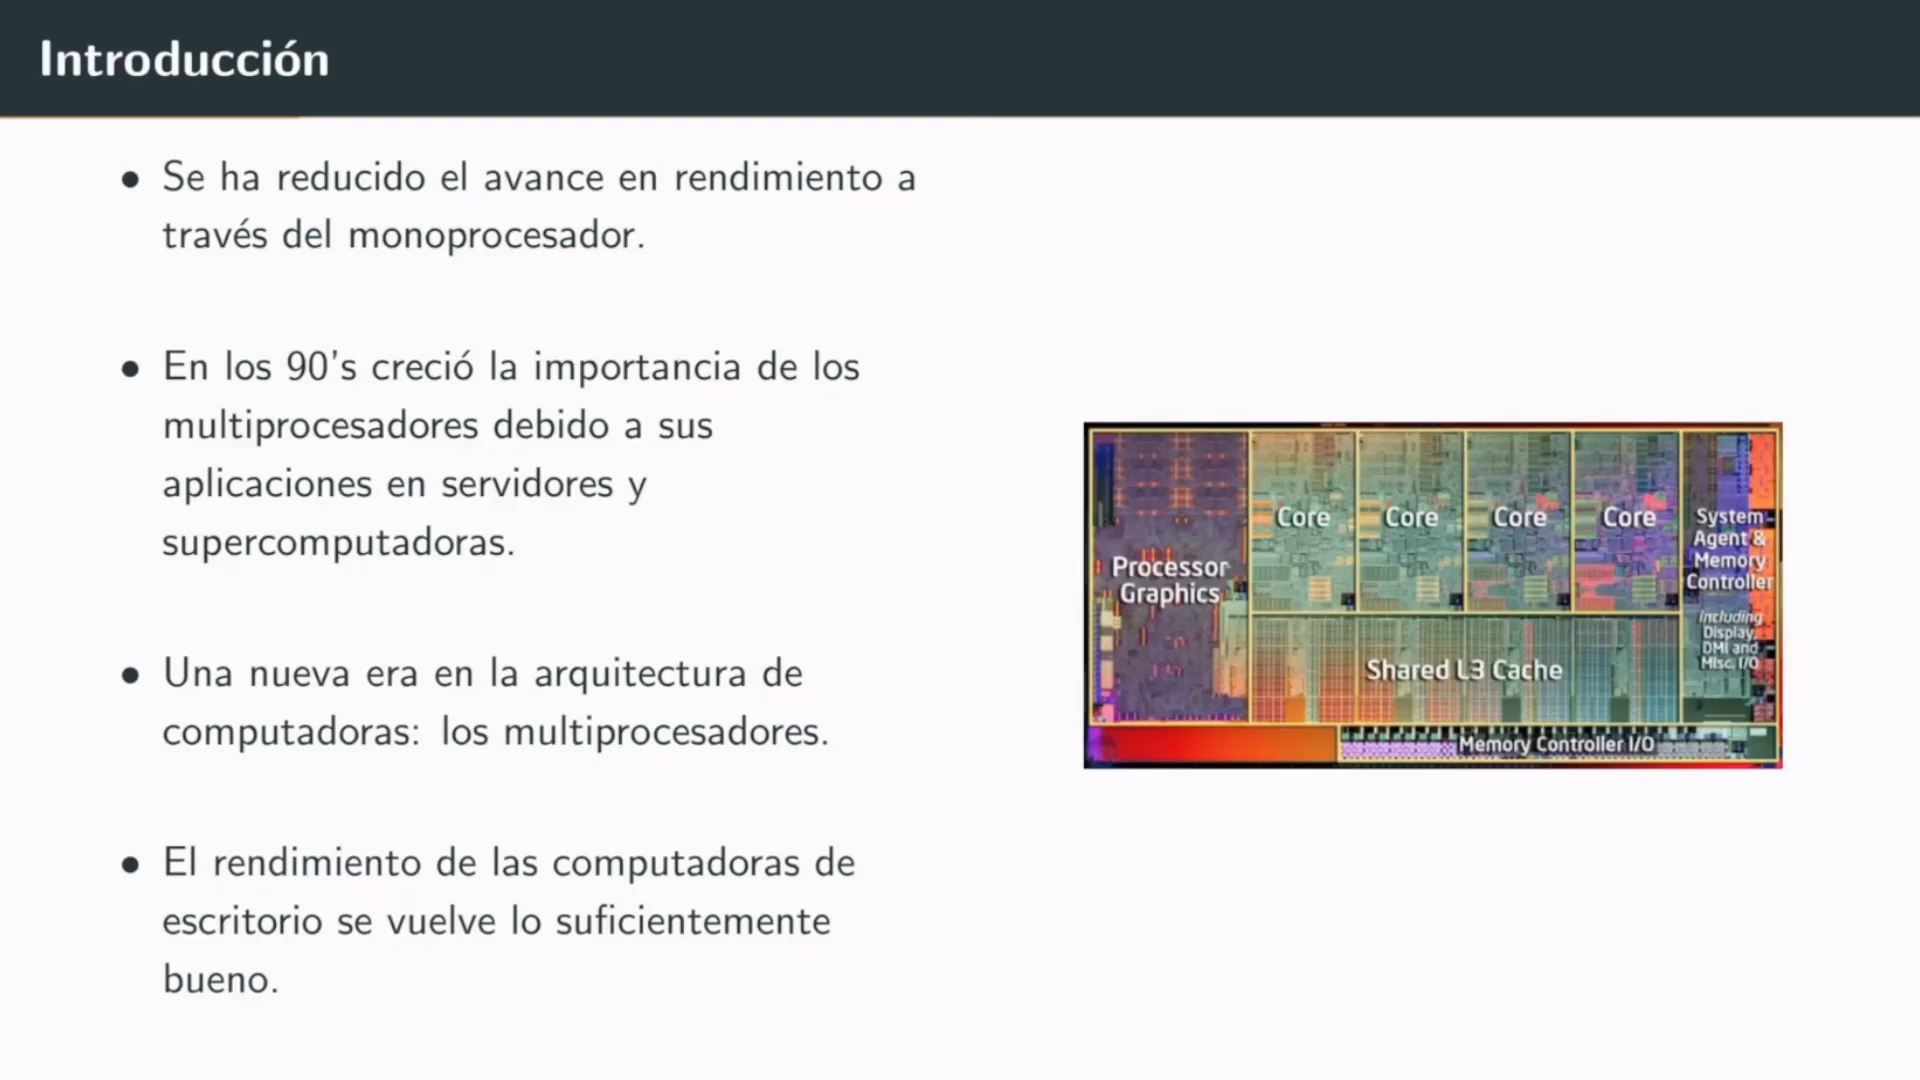 Introducción
• Se ha reducido el avance en rendimiento a
través del monoprocesador.
• En los 90's creció la importancia de los
multiprocesadores debido a sus
aplicaciones en servidores y
supercomputadoras.
• Una nueva era en la arquitectura de
computadoras: los multiprocesadores.
• El rendimiento de las computadoras de
escritorio se vuelve lo suficientemente
bueno.
Processor
Graphics
Core
Core
Core
Core
System
Agent &
Memory
Controller
Including
Display,
DMI and
Misc. I/O
Shared L3 Cache
Memory Controller I/O